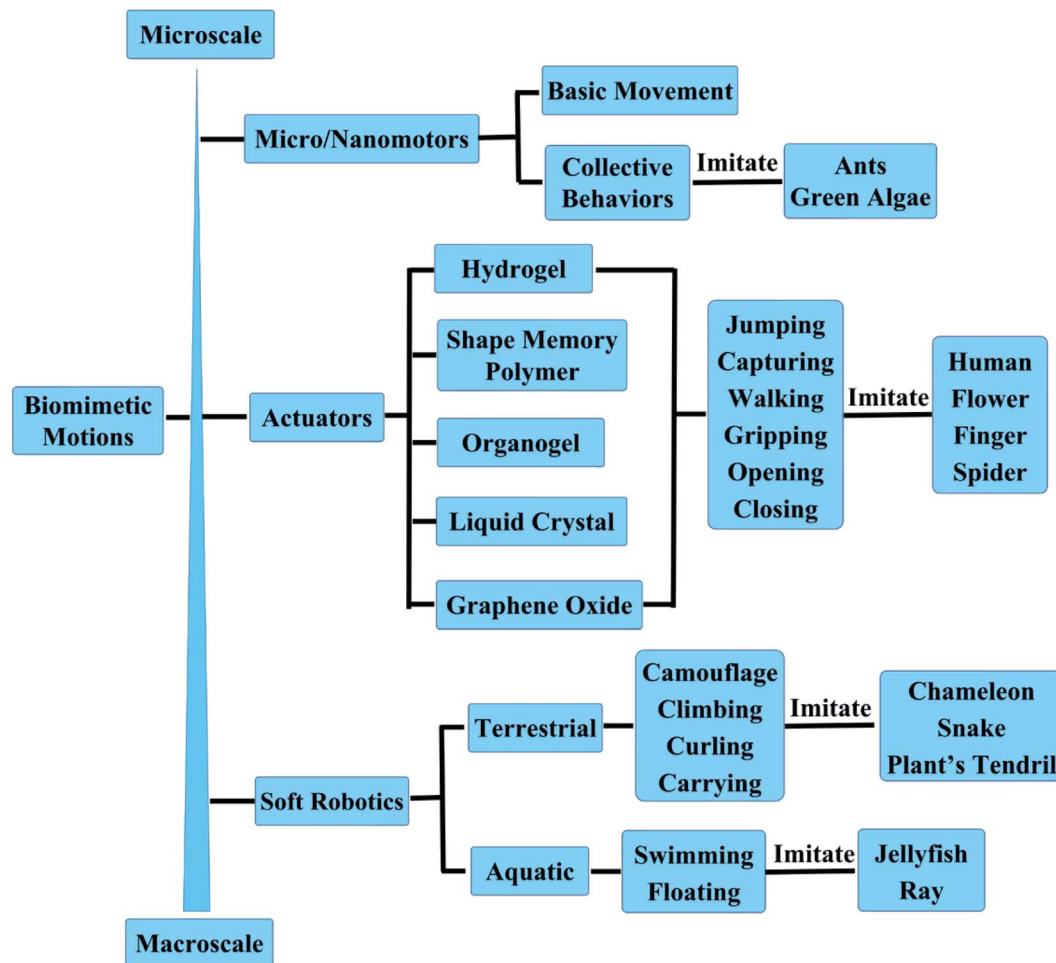 Microscale
Basic Movement
Micro/Nanomotors
Collective
Behaviors
Imitate
Ants
Green Algae
Biomimetic
Motions
Actuators
Hydrogel
Shape Memory
Polymer
Organogel
Liquid Crystal
Graphene Oxide
Jumping
Capturing
Walking
Gripping
Opening
Closing
Imitate
Human
Flower
Finger
Spider
Soft Robotics
Terrestrial
Camouflage
Climbing
Curling
Carrying
Imitate
Chameleon
Snake
Plant’s Tendril
Aquatic
Swimming
Floating
Imitate
Jellyfish
Ray
Macroscale